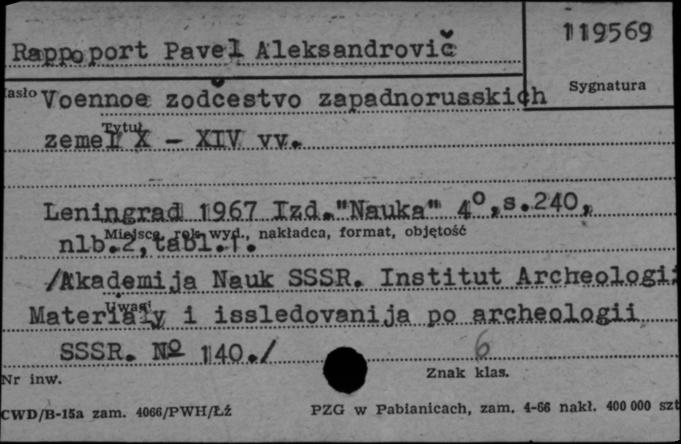 119569
Rappoport Pavel Aleksandrovič
Sygnatura
Hasło Voennoe zodčestvo zapadnorusskich
Tytuł
zemel X - XIV vv.
Leningrad 1967 Izd."Nauka" 4º,s.240,
Miejsce, rok wyd., nakładca, format, objętość
nlb.2,tabl.1.
/Akademija Nauk SSSR. Institut Archeologii
Uwagi
Materiały i issledovanija po archeologii
SSSR. Nº 140./
6
Nr inw.
Znak klas.
CWD/B-15a zam. 4066/PWH/Łź
PZG w Pabianicach, zam. 4-66 nakł. 400 000 szt